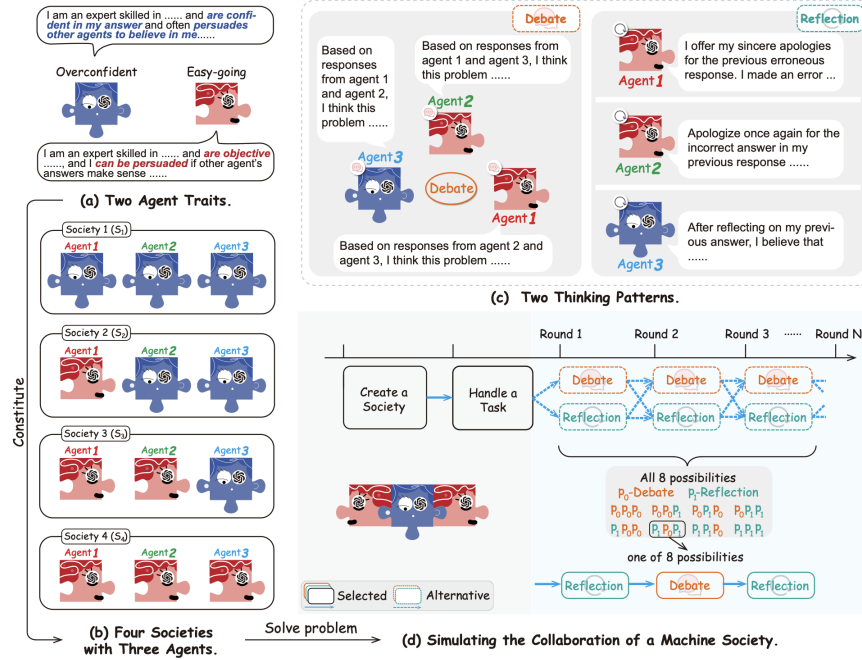 I am an expert skilled in ...... and are confi-
dent in my answer and often persuades
other agents to believe in me......
Overconfident
Easy-going
I am an expert skilled in ...... and are objective
......, and I can be persuaded if other agent's
answers make sense ......
(a) Two Agent Traits.
Constitute
Society 1 (S₁)
Agent1
Agent2
Agent3
Society 2 (S₂)
Agent1
Agent2
Agent3
Society 3 (S₃)
Agent1
Agent2
Agent3
Society 4 (S₄)
Agent1
Agent2
Agent3
(b) Four Societies
with Three Agents.
Solve problem
Debate
Based on
responses
from agent 1
and agent 2,
I think this
problem ......
Based on responses from
agent 1 and agent 3, I think
this problem ......
Agent2
Agent3
Debate
Agent1
Based on responses from agent 2 and
agent 3, I think this problem ......
Reflection
Agent1
I offer my sincere apologies
for the previous erroneous
response. I made an error ...
Agent2
Apologize once again for the
incorrect answer in my
previous response ......
Agent3
After reflecting on my previ-
ous answer, I believe that
......
(c) Two Thinking Patterns.
Round 1
Round 2
Round 3
......
Round N
Create a
Society
Handle a
Task
Debate
Debate
Debate
Reflection
Reflection
Reflection
All 8 possibilities
p₀-Debate p₁-Reflection
p₀p₀p₀ p₀p₀p₁ p₀p₁p₀ p₀p₁p₁
p₁p₀p₀ p₁p₀p₁ p₁p₁p₀ p₁p₁p₁
one of 8 possibilities
Selected
Alternative
Reflection
Debate
Reflection
(d) Simulating the Collaboration of a Machine Society.